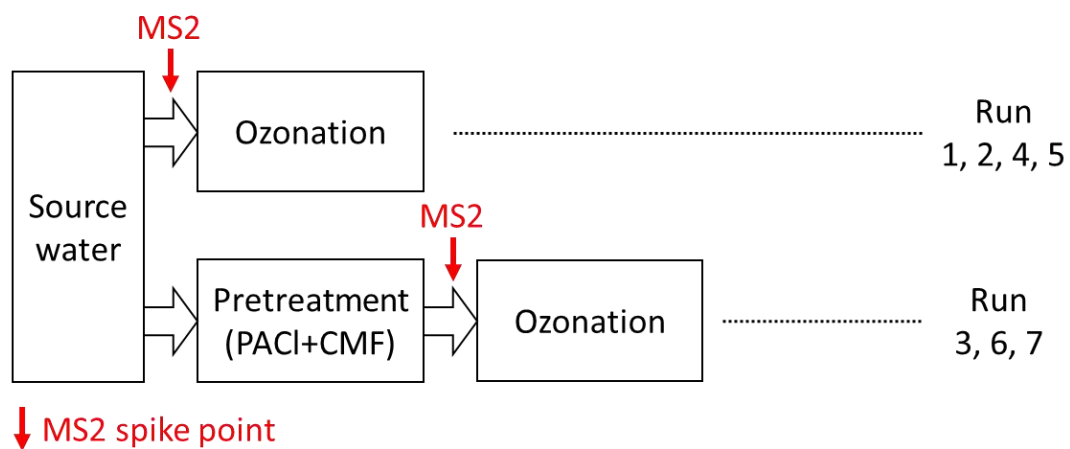 MS2
Source
water
Ozonation
Run
1, 2, 4, 5
MS2
Pretreatment
(PACl+CMF)
Ozonation
Run
3, 6, 7
MS2 spike point